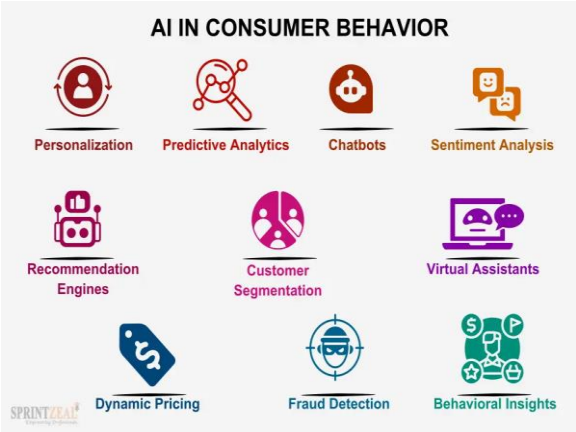 AI IN CONSUMER BEHAVIOR
Personalization
Predictive Analytics
Chatbots
Sentiment Analysis
Recommendation
Engines
Customer
Segmentation
Virtual Assistants
Dynamic Pricing
Fraud Detection
Behavioral Insights
SPRINTZEAL